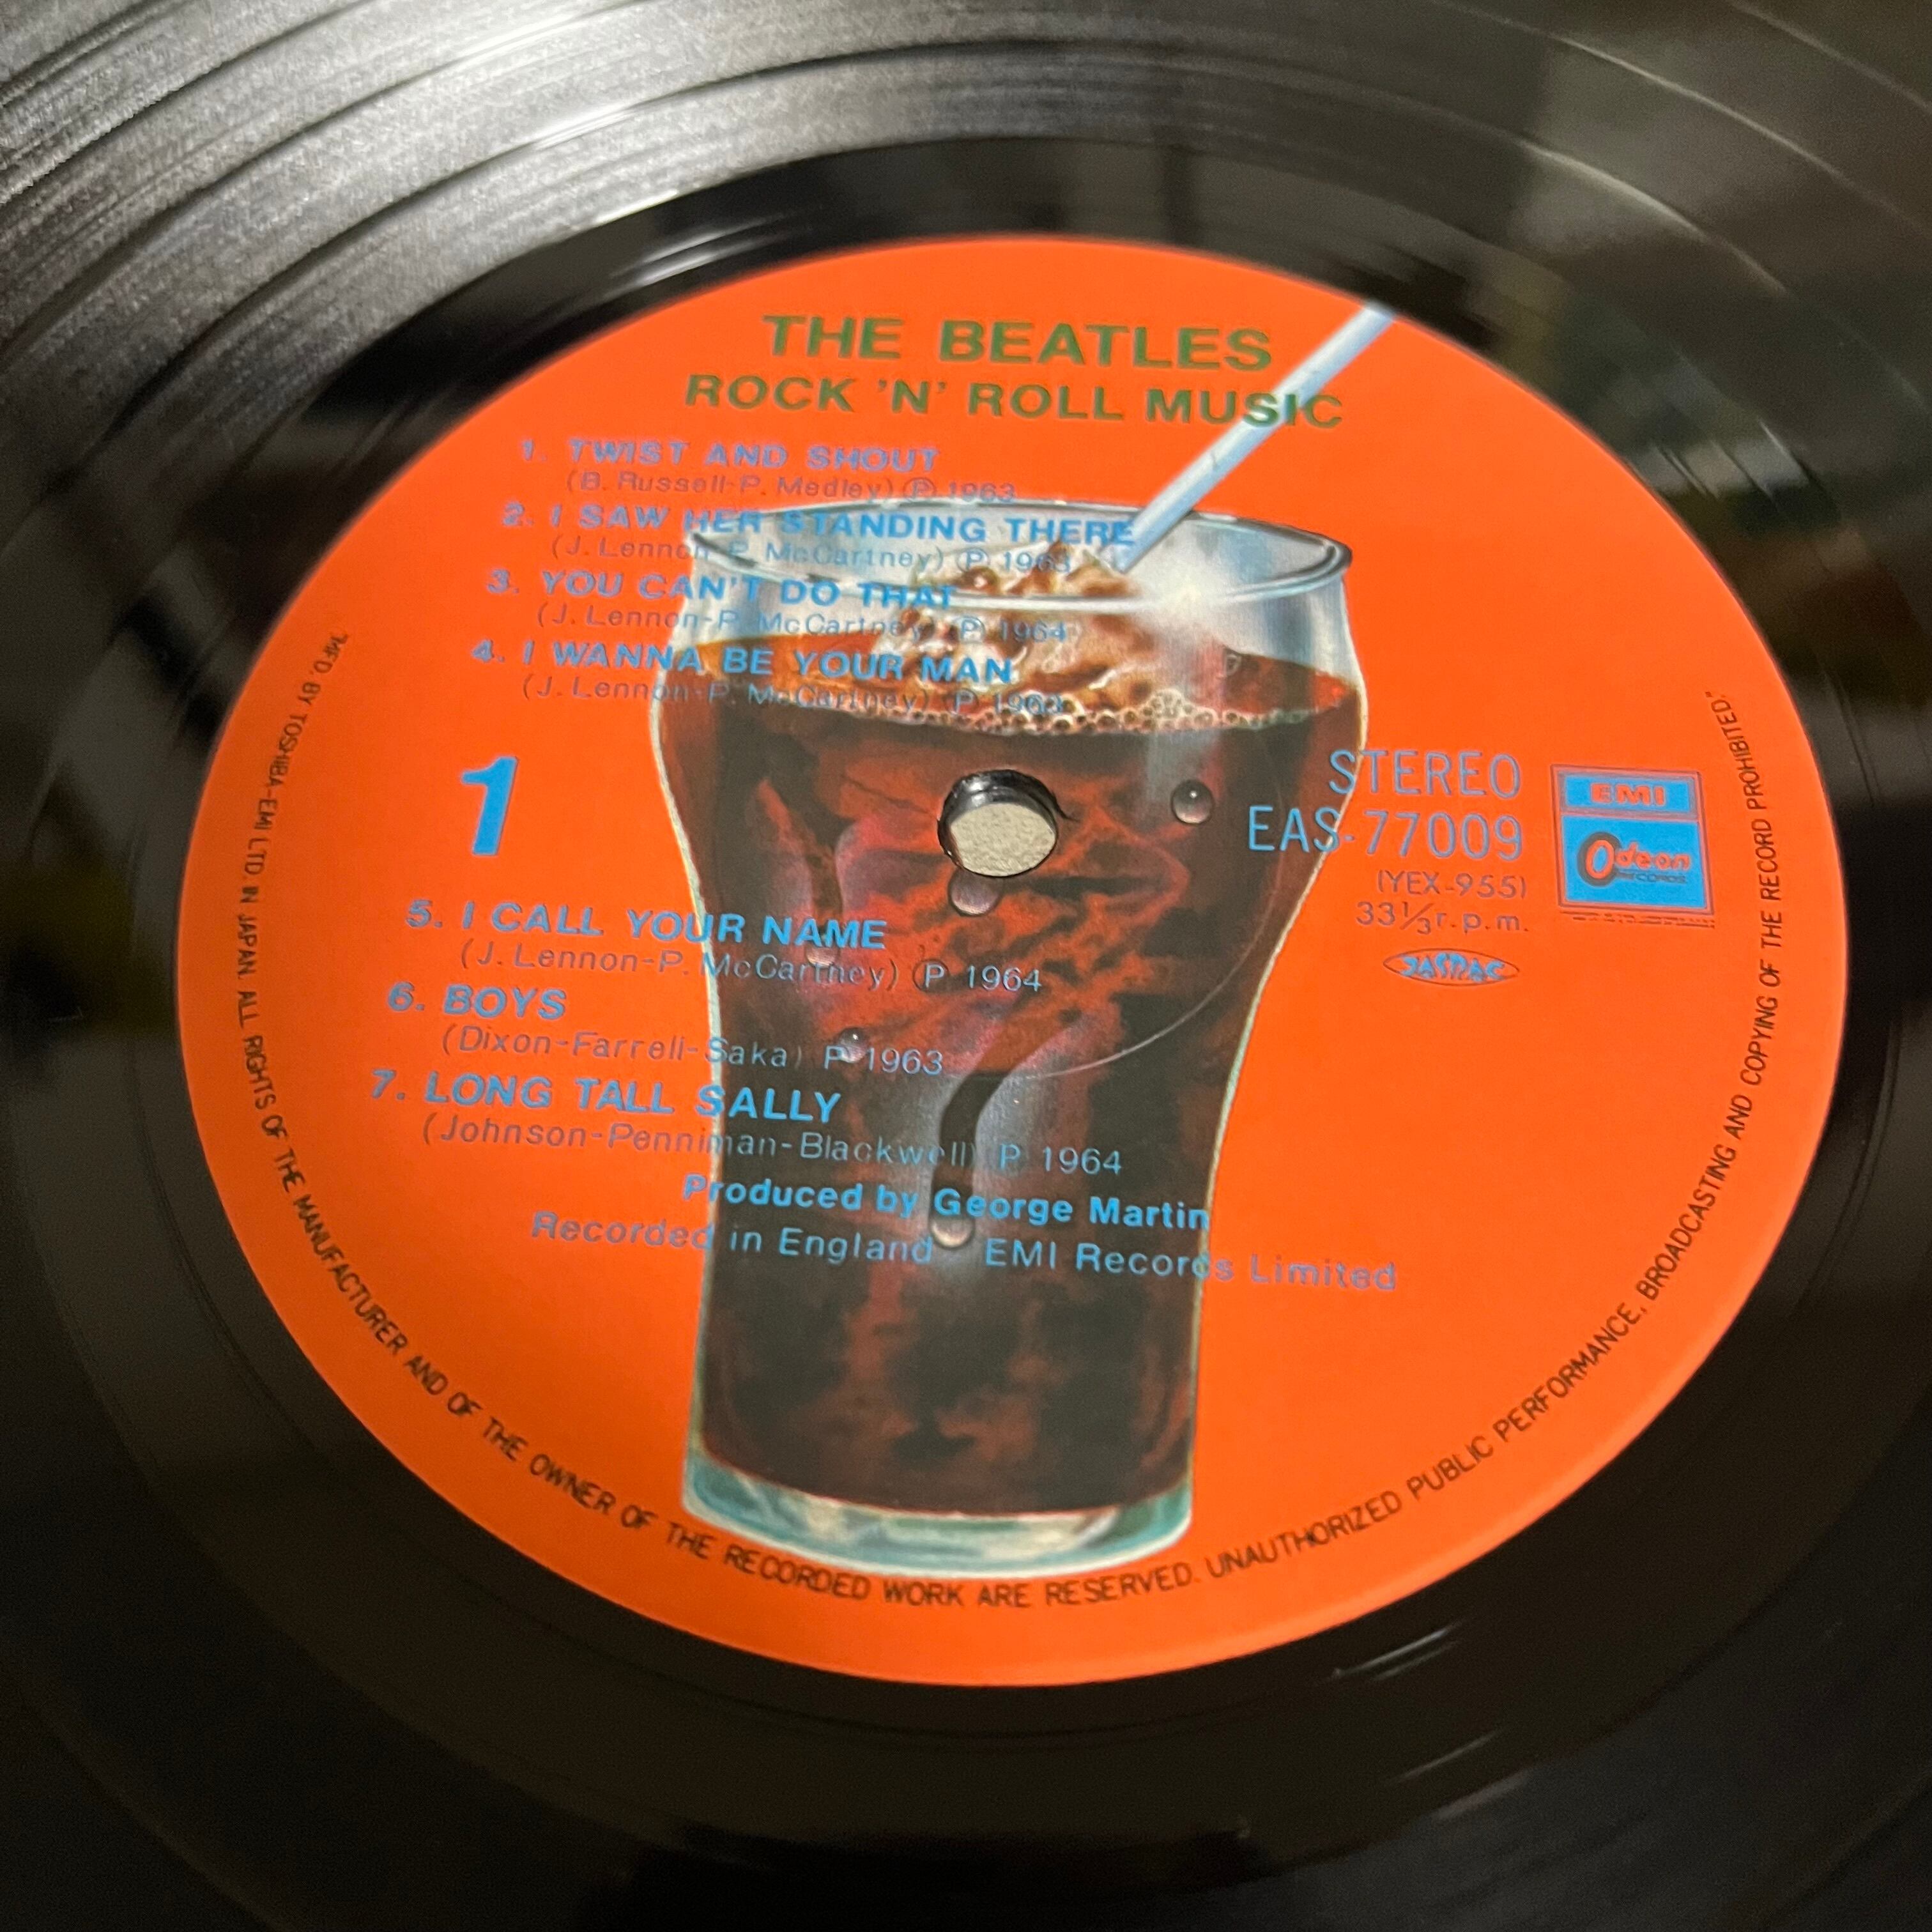 THE BEATLES
ROCK 'N' ROLL MUSIC
1. TWIST AND SHOUT
(B. Russell-P. Medley) Ⓟ 1963
2. I SAW HER STANDING THERE
(J. Lennon-P. McCartney) Ⓟ 1963
3. YOU CAN'T DO THAT
(J. Lennon-P. McCartney) Ⓟ 1964
4. I WANNA BE YOUR MAN
(J. Lennon-P. McCartney) Ⓟ 1963
1
STEREO
EAS-77009
(YEX-955)
33⅓ r.p.m.
JASRAC
EMI
Odeon
RECORDS
5. I CALL YOUR NAME
(J. Lennon-P. McCartney) Ⓟ 1964
6. BOYS
(Dixon-Farrell-Saka) Ⓟ 1963
7. LONG TALL SALLY
(Johnson-Penniman-Blackwell) Ⓟ 1964
Produced by George Martin
Recorded in England EMI Records Limited
"MFD. BY TOSHIBA-EMI LTD. IN JAPAN. ALL RIGHTS OF THE MANUFACTURER AND OF THE OWNER OF THE RECORDED WORK ARE RESERVED. UNAUTHORIZED PUBLIC PERFORMANCE, BROADCASTING AND COPYING OF THE RECORD PROHIBITED."